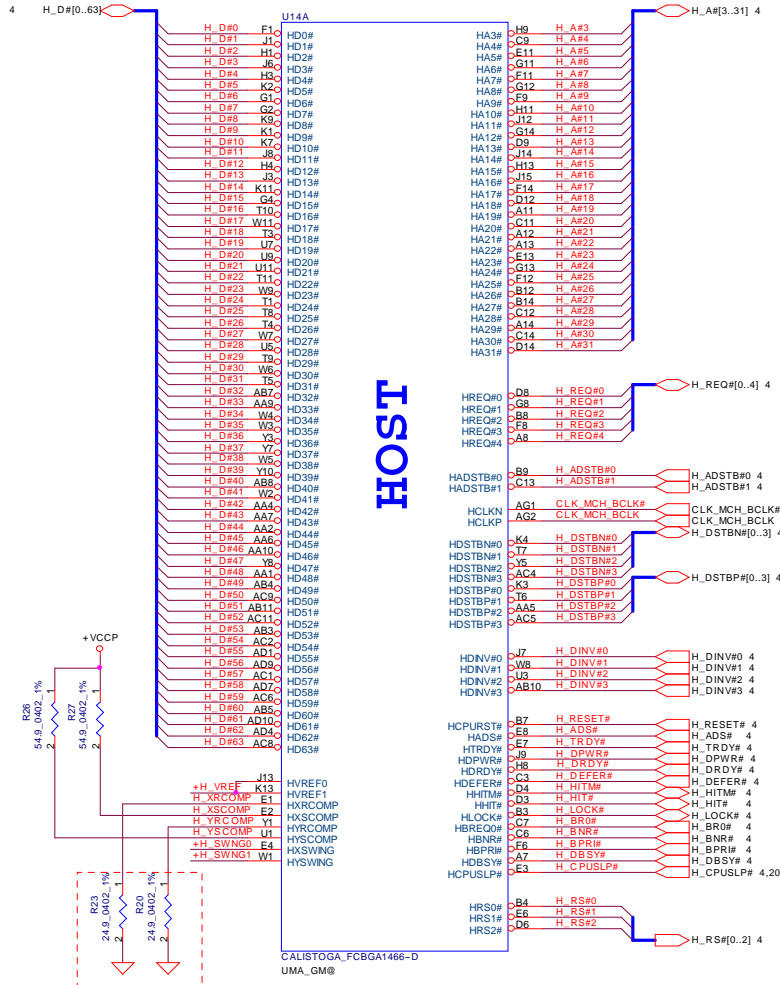 4 H_D#[0..63]
U14A
H_A#[3..31] 4
H_D#0 F1 HD0#
H_D#1 J1 HD1#
H_D#2 H1 HD2#
H_D#3 J6 HD3#
H_D#4 H3 HD4#
H_D#5 K2 HD5#
H_D#6 G1 HD6#
H_D#7 G2 HD7#
H_D#8 K9 HD8#
H_D#9 K1 HD9#
H_D#10 K7 HD10#
H_D#11 J8 HD11#
H_D#12 H4 HD12#
H_D#13 J3 HD13#
H_D#14 K11 HD14#
H_D#15 G4 HD15#
H_D#16 T10 HD16#
H_D#17 W11 HD17#
H_D#18 T3 HD18#
H_D#19 U7 HD19#
H_D#20 U9 HD20#
H_D#21 U11 HD21#
H_D#22 T11 HD22#
H_D#23 W9 HD23#
H_D#24 T1 HD24#
H_D#25 T8 HD25#
H_D#26 T4 HD26#
H_D#27 W7 HD27#
H_D#28 U5 HD28#
H_D#29 T9 HD29#
H_D#30 W6 HD30#
H_D#31 T5 HD31#
H_D#32 AB7 HD32#
H_D#33 AA9 HD33#
H_D#34 W4 HD34#
H_D#35 W3 HD35#
H_D#36 Y3 HD36#
H_D#37 Y7 HD37#
H_D#38 W5 HD38#
H_D#39 Y10 HD39#
H_D#40 AB8 HD40#
H_D#41 W2 HD41#
H_D#42 AA4 HD42#
H_D#43 AA7 HD43#
H_D#44 AA2 HD44#
H_D#45 AA6 HD45#
H_D#46 AA10 HD46#
H_D#47 Y8 HD47#
H_D#48 AA1 HD48#
H_D#49 AB4 HD49#
H_D#50 AC9 HD50#
H_D#51 AB11 HD51#
H_D#52 AC11 HD52#
H_D#53 AB3 HD53#
H_D#54 AC2 HD54#
H_D#55 AD1 HD55#
H_D#56 AD9 HD56#
H_D#57 AC1 HD57#
H_D#58 AD7 HD58#
H_D#59 AC6 HD59#
H_D#60 AB5 HD60#
H_D#61 AD10 HD61#
H_D#62 AD4 HD62#
H_D#63 AC8 HD63#
J13 HVREF0
+H_VREF K13 HVREF1
H_XRCOMP E1 HXRCOMP
H_XSCOMP E2 HXSCOMP
H_YRCOMP Y1 HYRCOMP
H_YSCOMP U1 HYSCOMP
+H_SWNG0 E4 HXSWING
+H_SWNG1 W1 HYSWING
HOST
HA3# H9 H_A#3
HA4# C9 H_A#4
HA5# E11 H_A#5
HA6# G11 H_A#6
HA7# F11 H_A#7
HA8# G12 H_A#8
HA9# F9 H_A#9
HA10# H11 H_A#10
HA11# J12 H_A#11
HA12# G14 H_A#12
HA13# D9 H_A#13
HA14# J14 H_A#14
HA15# H13 H_A#15
HA16# J15 H_A#16
HA17# F14 H_A#17
HA18# D12 H_A#18
HA19# A11 H_A#19
HA20# C11 H_A#20
HA21# A12 H_A#21
HA22# A13 H_A#22
HA23# E13 H_A#23
HA24# G13 H_A#24
HA25# F12 H_A#25
HA26# B12 H_A#26
HA27# B14 H_A#27
HA28# C12 H_A#28
HA29# A14 H_A#29
HA30# C14 H_A#30
HA31# D14 H_A#31
HREQ#0 D8 H_REQ#0 H_REQ#[0..4] 4
HREQ#1 G8 H_REQ#1
HREQ#2 B8 H_REQ#2
HREQ#3 F8 H_REQ#3
HREQ#4 A8 H_REQ#4
HADSTB#0 B9 H_ADSTB#0 H_ADSTB#0 4
HADSTB#1 C13 H_ADSTB#1 H_ADSTB#1 4
HCLKN AG1 CLK_MCH_BCLK# CLK_MCH_BCLK#
HCLKP AG2 CLK_MCH_BCLK CLK_MCH_BCLK
HDSTBN#0 K4 H_DSTBN#0 H_DSTBN#[0..3] 4
HDSTBN#1 T7 H_DSTBN#1
HDSTBN#2 Y5 H_DSTBN#2
HDSTBN#3 AC4 H_DSTBN#3
HDSTBP#0 K3 H_DSTBP#0 H_DSTBP#[0..3] 4
HDSTBP#1 T6 H_DSTBP#1
HDSTBP#2 AA5 H_DSTBP#2
HDSTBP#3 AC5 H_DSTBP#3
HDINV#0 J7 H_DINV#0 H_DINV#0 4
HDINV#1 W8 H_DINV#1 H_DINV#1 4
HDINV#2 U3 H_DINV#2 H_DINV#2 4
HDINV#3 AB10 H_DINV#3 H_DINV#3 4
HCPURST# B7 H_RESET# H_RESET# 4
HADS# E8 H_ADS# H_ADS# 4
HTRDY# E7 H_TRDY# H_TRDY# 4
HDPWR# J9 H_DPWR# H_DPWR# 4
HDRDY# H8 H_DRDY# H_DRDY# 4
HDEFER# C3 H_DEFER# H_DEFER# 4
HHITM# D4 H_HITM# H_HITM# 4
HHIT# D3 H_HIT# H_HIT# 4
HLOCK# B3 H_LOCK# H_LOCK# 4
HBREQ0# C7 H_BR0# H_BR0# 4
HBNR# C6 H_BNR# H_BNR# 4
HBPRI# F6 H_BPRI# H_BPRI# 4
HDBSY# A7 H_DBSY# H_DBSY# 4
HCPUSLP# E3 H_CPUSLP# H_CPUSLP# 4,20
HRS0# B4 H_RS#0
HRS1# E6 H_RS#1
HRS2# D6 H_RS#2
H_RS#[0..2] 4
+VCCP
R26 54.9_0402_1% 1 2
R27 54.9_0402_1% 1 2
R23 24.9_0402_1% 1 2
R20 24.9_0402_1% 1 2
CALISTOGA_FCBGA1466~D
UMA_GM@